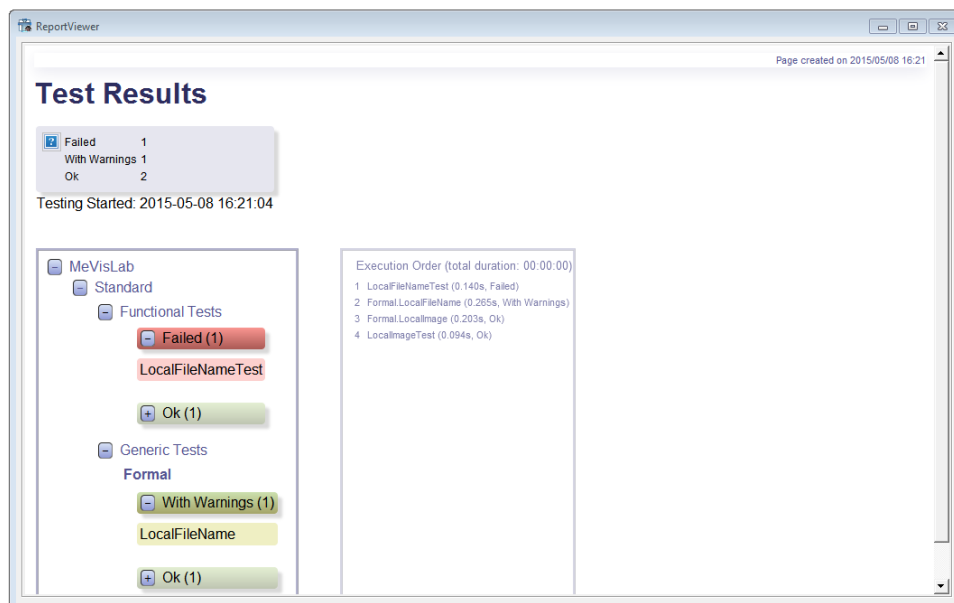 ReportViewer
Page created on 2015/05/08 16:21
Test Results
Failed 1
With Warnings 1
Ok 2
Testing Started: 2015-05-08 16:21:04
MeVisLab
Standard
Functional Tests
Failed (1)
LocalFileNameTest
Ok (1)
Generic Tests
Formal
With Warnings (1)
LocalFileName
Ok (1)
Execution Order (total duration: 00:00:00)
1 LocalFileNameTest (0.140s, Failed)
2 Formal.LocalFileName (0.265s, With Warnings)
3 Formal.LocalImage (0.203s, Ok)
4 LocalImageTest (0.094s, Ok)